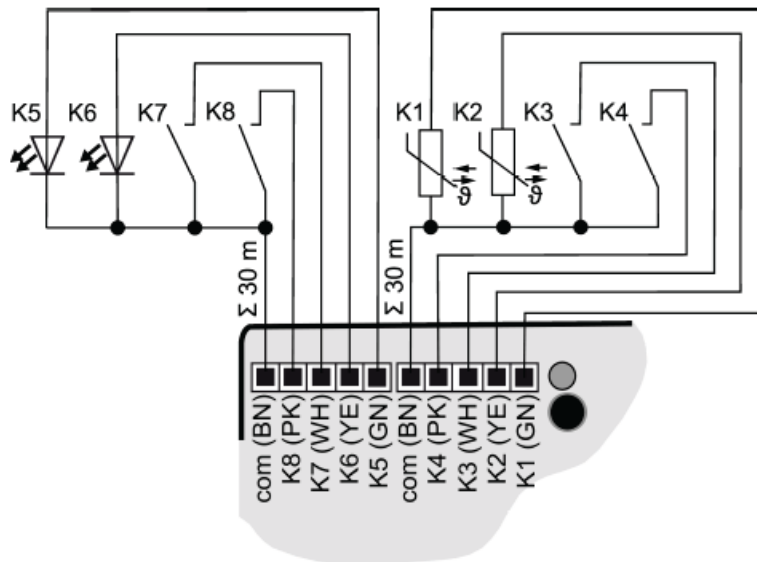 K5
K6
K7
K8
K1
K2
K3
K4
ϑ
ϑ
Σ 30 m
Σ 30 m
com (BN)
K8 (PK)
K7 (WH)
K6 (YE)
K5 (GN)
com (BN)
K4 (PK)
K3 (WH)
K2 (YE)
K1 (GN)